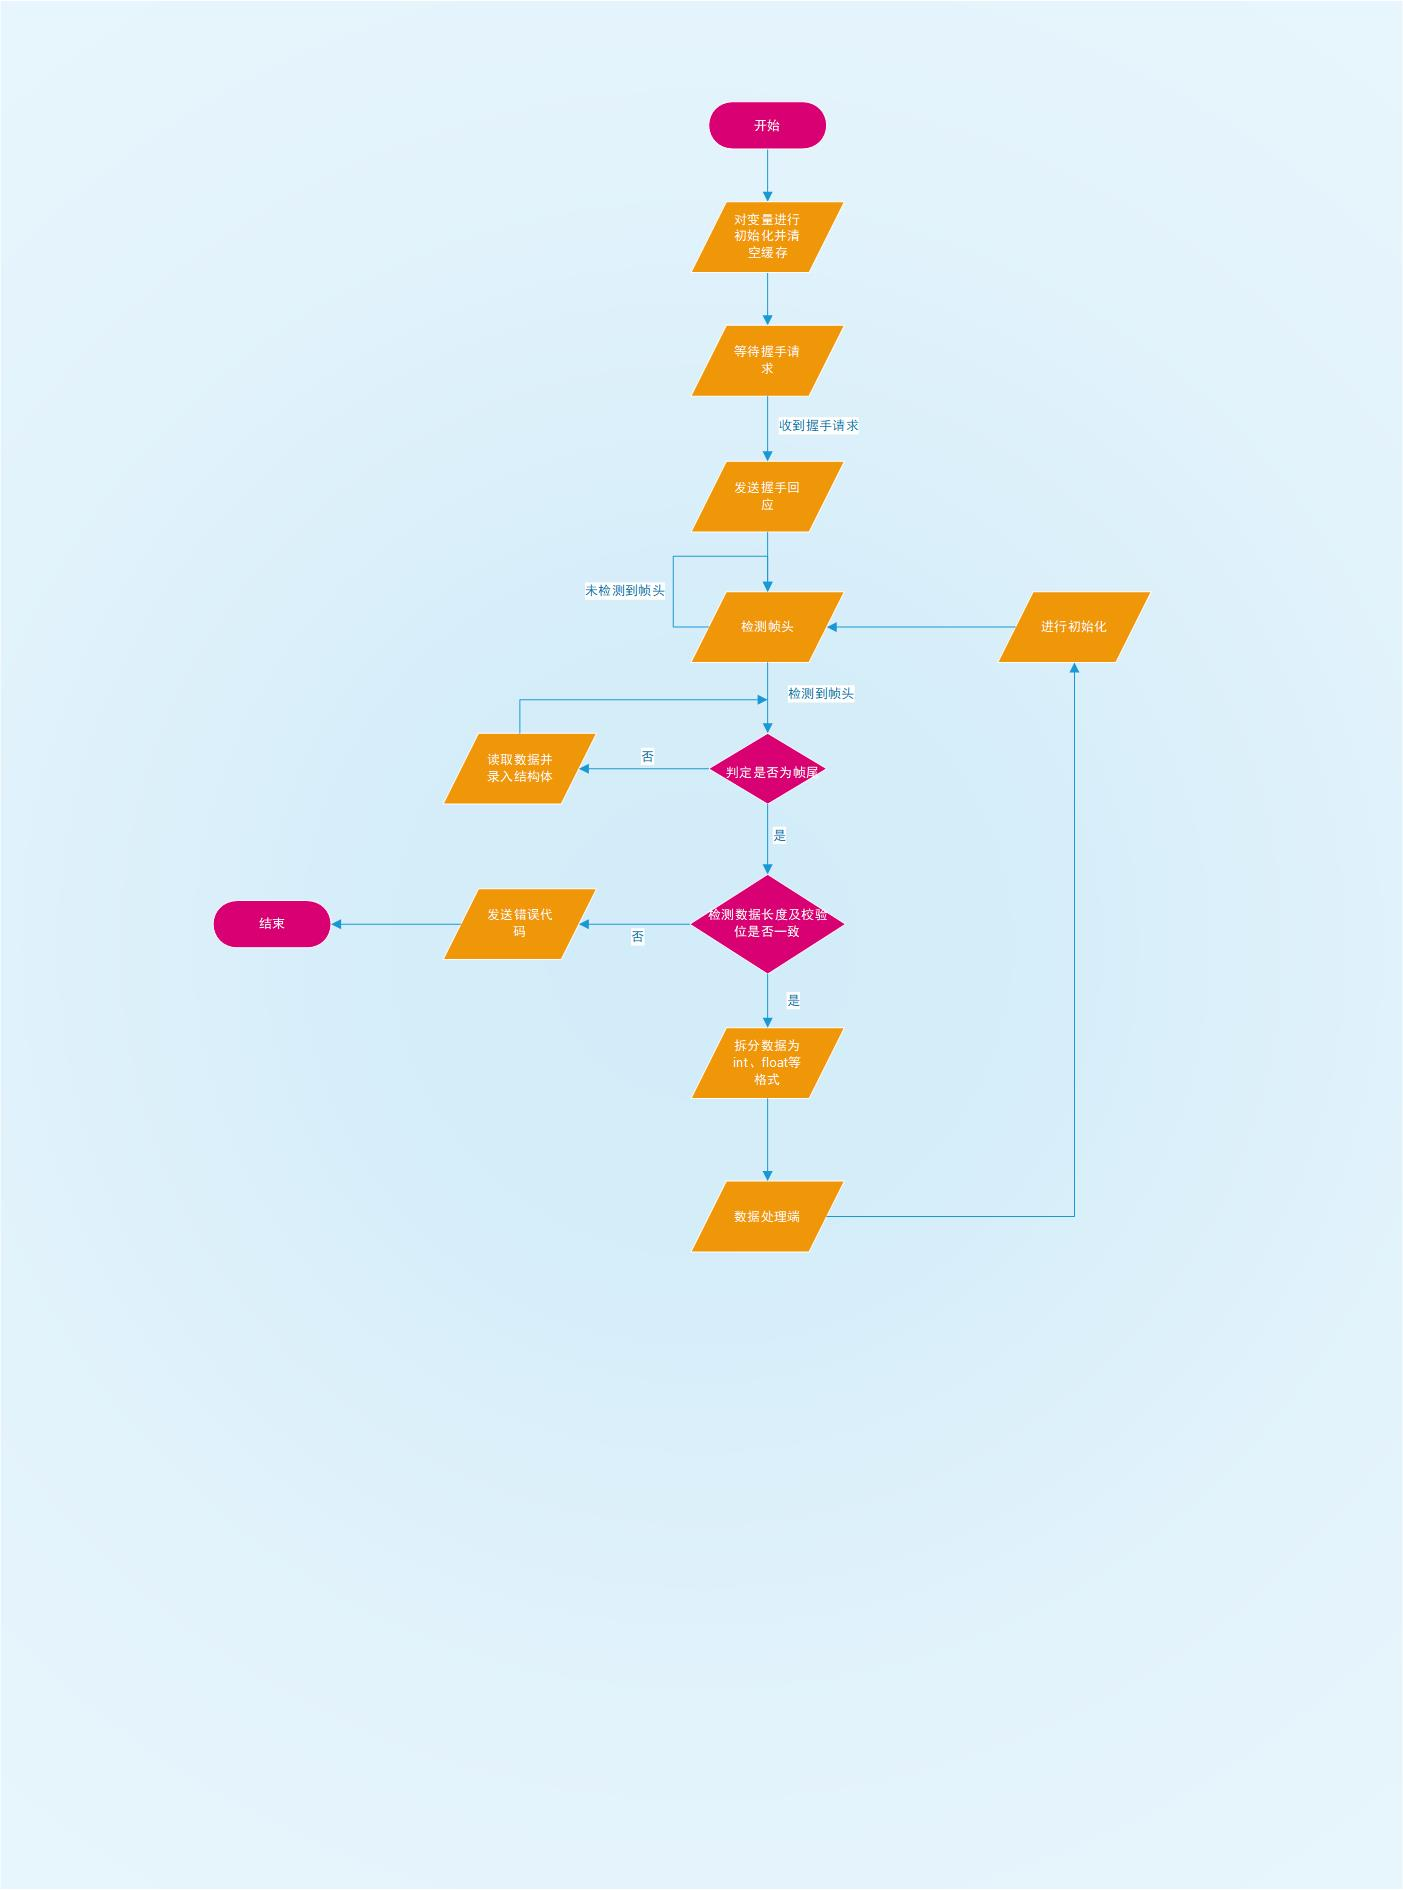 开始
对变量进行
初始化并清
空缓存
等待握手请
求
收到握手请求
发送握手回
应
未检测到帧头
检测帧头
进行初始化
检测到帧头
读取数据并
录入结构体
否
判定是否为帧尾
是
结束
发送错误代
码
否
检测数据长度及校验
位是否一致
是
拆分数据为
int、float等
格式
数据处理端